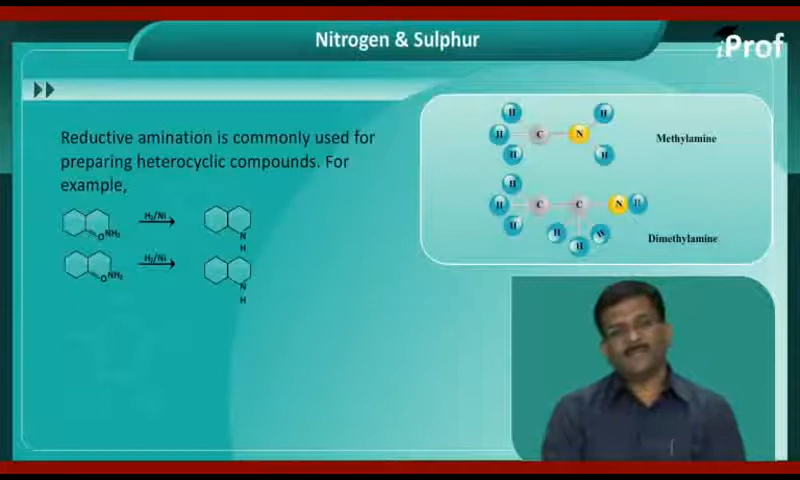 Nitrogen & Sulphur
iProf
Reductive amination is commonly used for
preparing heterocyclic compounds. For
example,
H₂/Ni
O NH₂
N
H
H₂/Ni
O NH₂
N
H
H H
H C N Methylamine
H H
H
H C C N H
H H H
H Dimethylamine